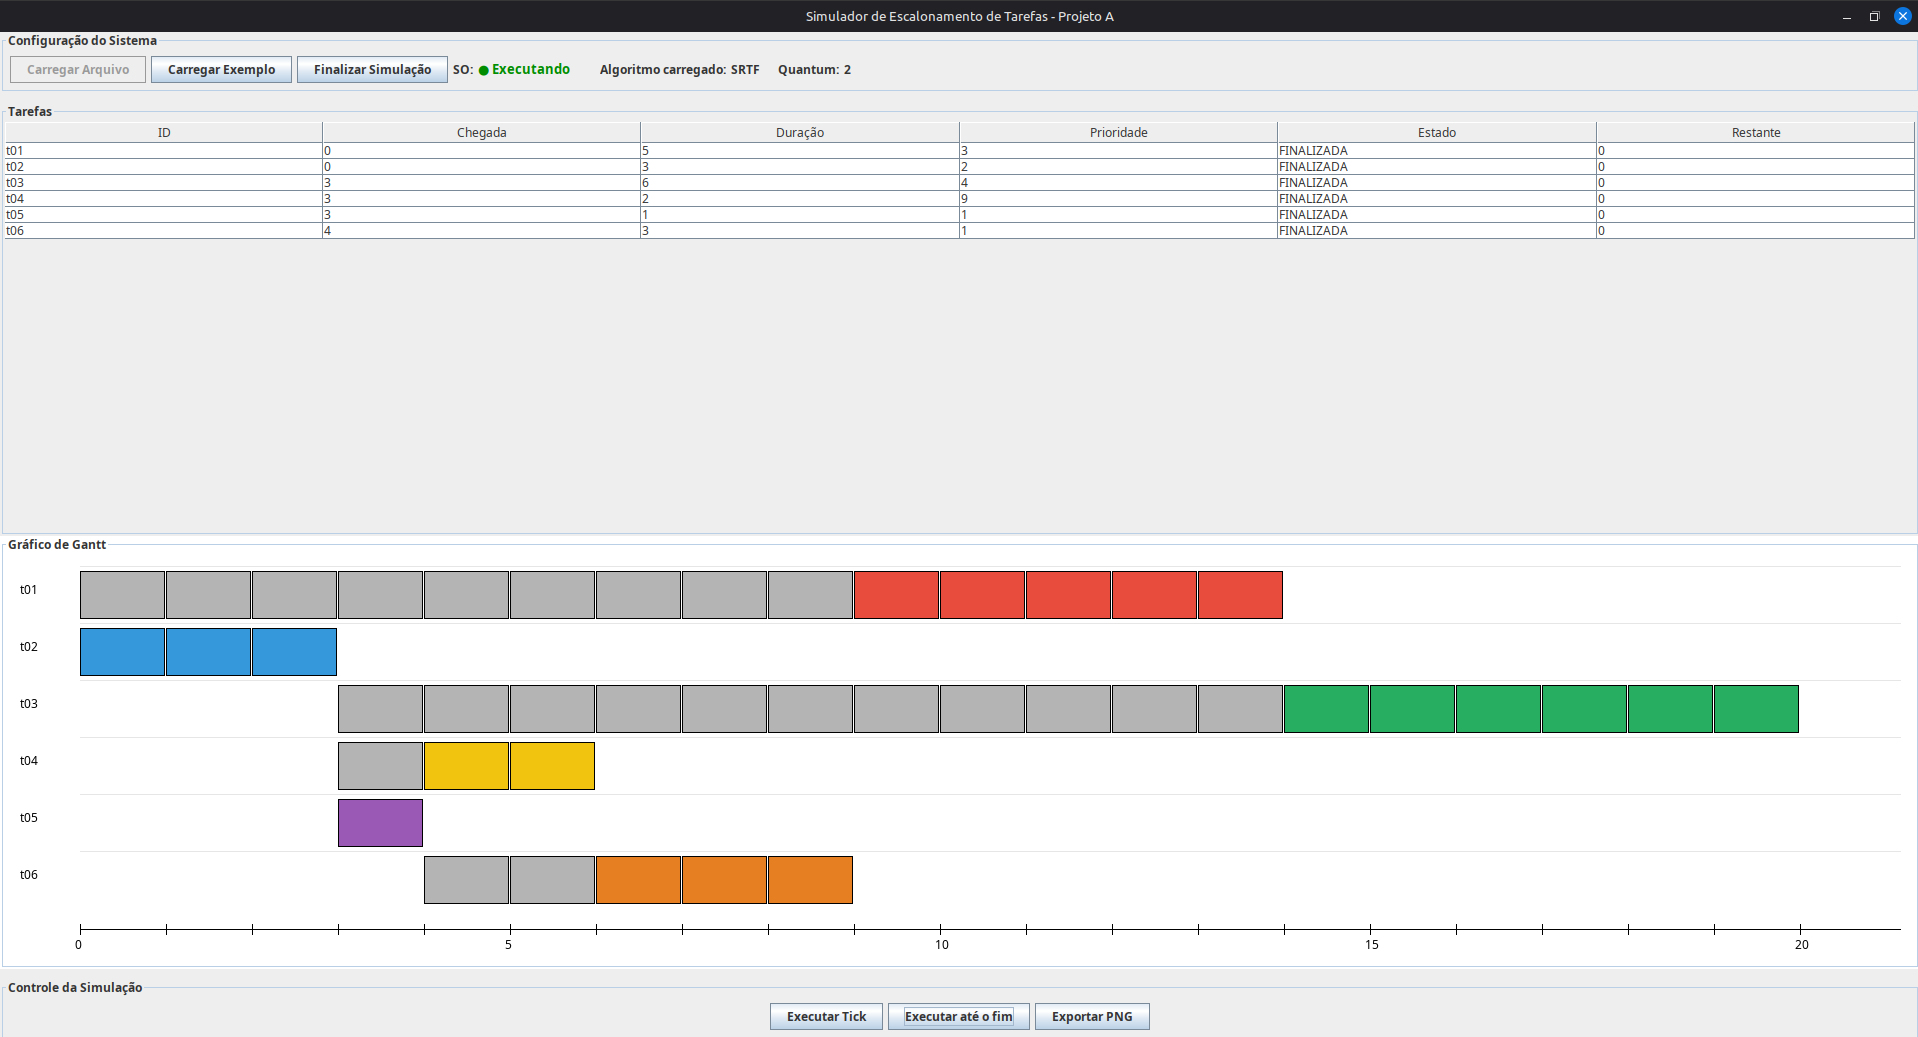 Simulador de Escalonamento de Tarefas - Projeto A
Configuração do Sistema
Carregar Arquivo Carregar Exemplo Finalizar Simulação SO: ● Executando Algoritmo carregado: SRTF Quantum: 2
Tarefas
ID Chegada Duração Prioridade Estado Restante
t01 0 5 3 FINALIZADA 0
t02 0 3 2 FINALIZADA 0
t03 3 6 4 FINALIZADA 0
t04 3 2 9 FINALIZADA 0
t05 3 1 1 FINALIZADA 0
t06 4 3 1 FINALIZADA 0
Gráfico de Gantt
t01
t02
t03
t04
t05
t06
0 5 10 15 20
Controle da Simulação
Executar Tick Executar até o fim Exportar PNG